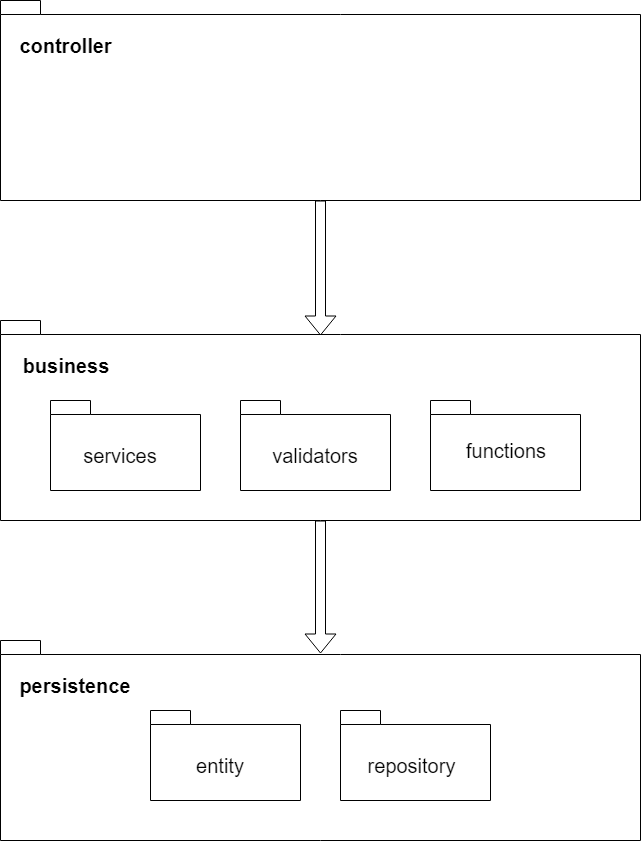 controller
business
services
validators
functions
persistence
entity
repository